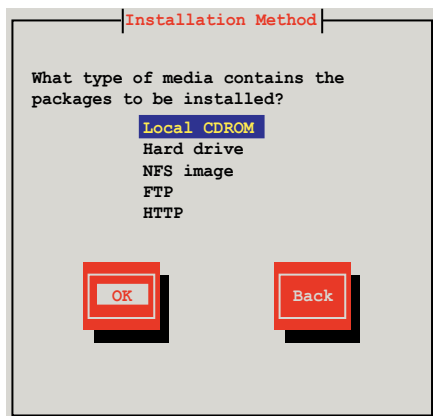 Installation Method
What type of media contains the
packages to be installed?
Local CDROM
Hard drive
NFS image
FTP
HTTP
OK
Back